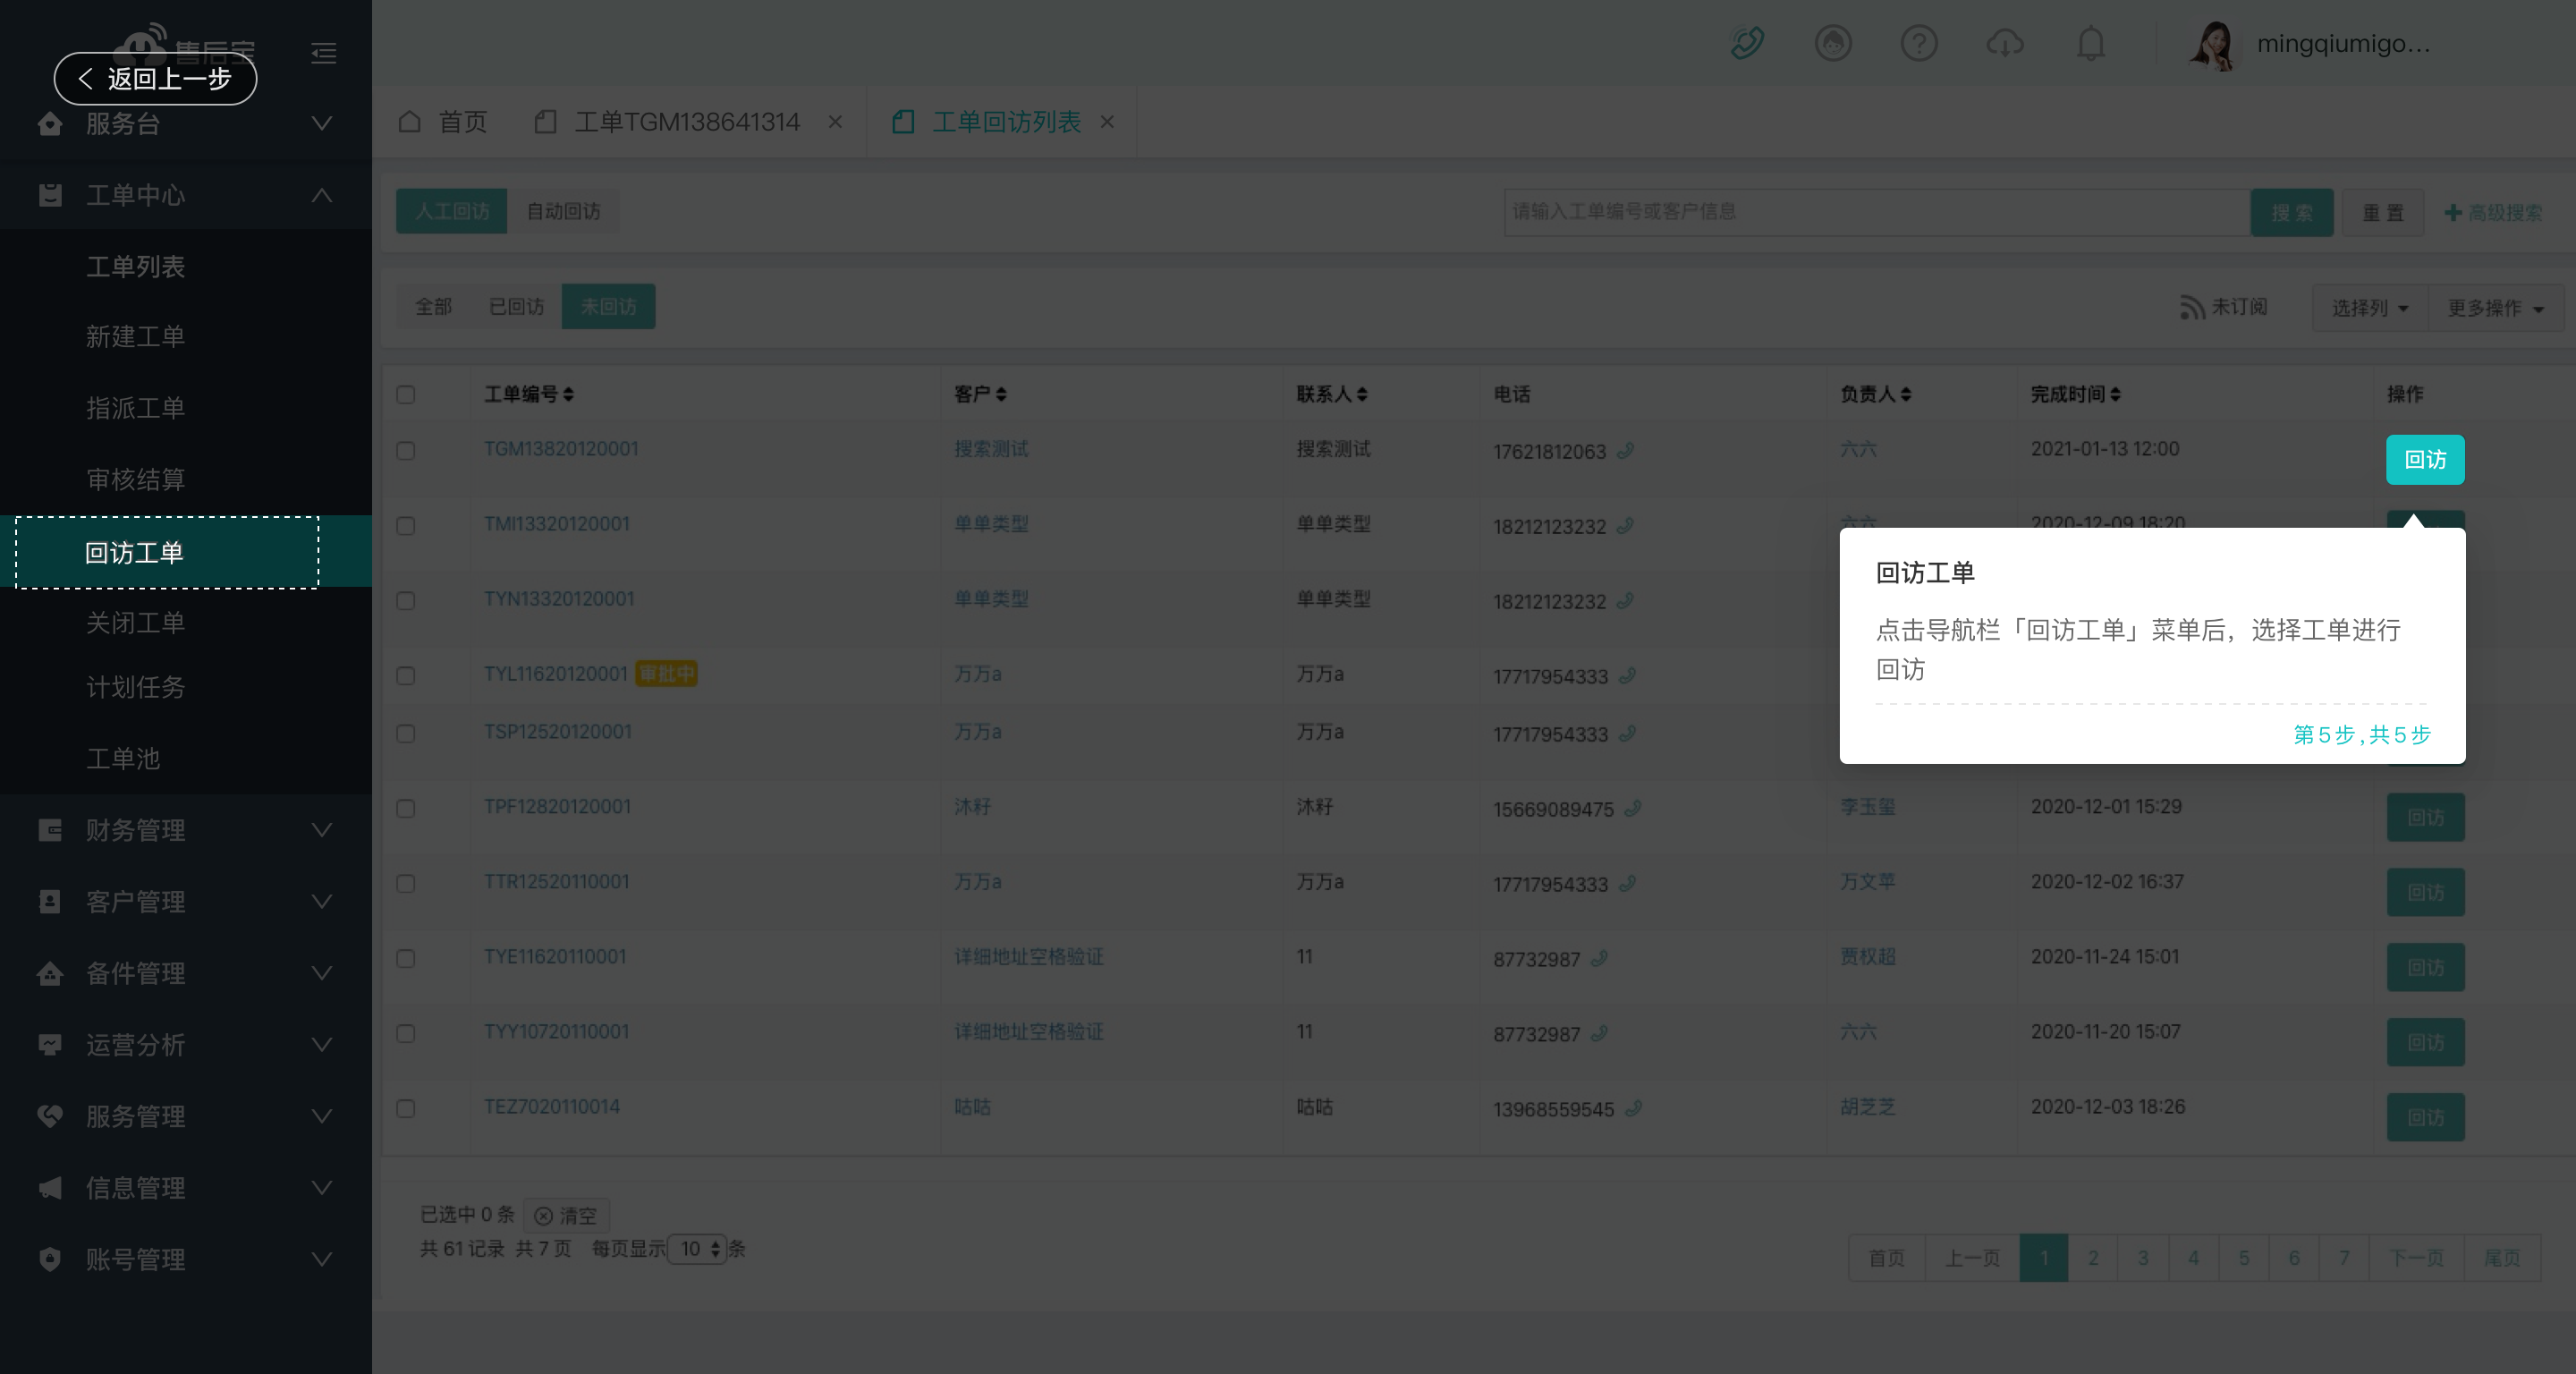 售后宝
返回上一步
服务台
工单中心
工单列表
新建工单
指派工单
审核结算
回访工单
关闭工单
计划任务
工单池
财务管理
客户管理
备件管理
运营分析
服务管理
信息管理
账号管理
mingqiumigo...
首页 工单TGM138641314 × 工单回访列表 ×
人工回访 自动回访 请输入工单编号或客户信息 搜 索 重 置 高级搜索
全部 已回访 未回访 未订阅 选择列 更多操作
工单编号 客户 联系人 电话 负责人 完成时间 操作
TGM13820120001 搜索测试 搜索测试 17621812063 六六 2021-01-13 12:00 回访
TMI13320120001 单单类型 单单类型 18212123232 六六 2020-12-09 18:20
TYN13320120001 单单类型 单单类型 18212123232
TYL11620120001 审批中 万万a 万万a 17717954333
TSP12520120001 万万a 万万a 17717954333
回访工单
点击导航栏「回访工单」菜单后，选择工单进行
回访
第5步,共5步
TPF12820120001 沐籽 沐籽 15669089475 李玉玺 2020-12-01 15:29 回访
TTR12520110001 万万a 万万a 17717954333 万文苹 2020-12-02 16:37 回访
TYE11620110001 详细地址空格验证 11 87732987 贾权超 2020-11-24 15:01 回访
TYY10720110001 详细地址空格验证 11 87732987 六六 2020-11-20 15:07 回访
TEZ7020110014 咕咕 咕咕 13968559545 胡芝芝 2020-12-03 18:26 回访
已选中 0 条 清空
共 61 记录 共 7 页 每页显示 10 条
首页 上一页 1 2 3 4 5 6 7 下一页 尾页